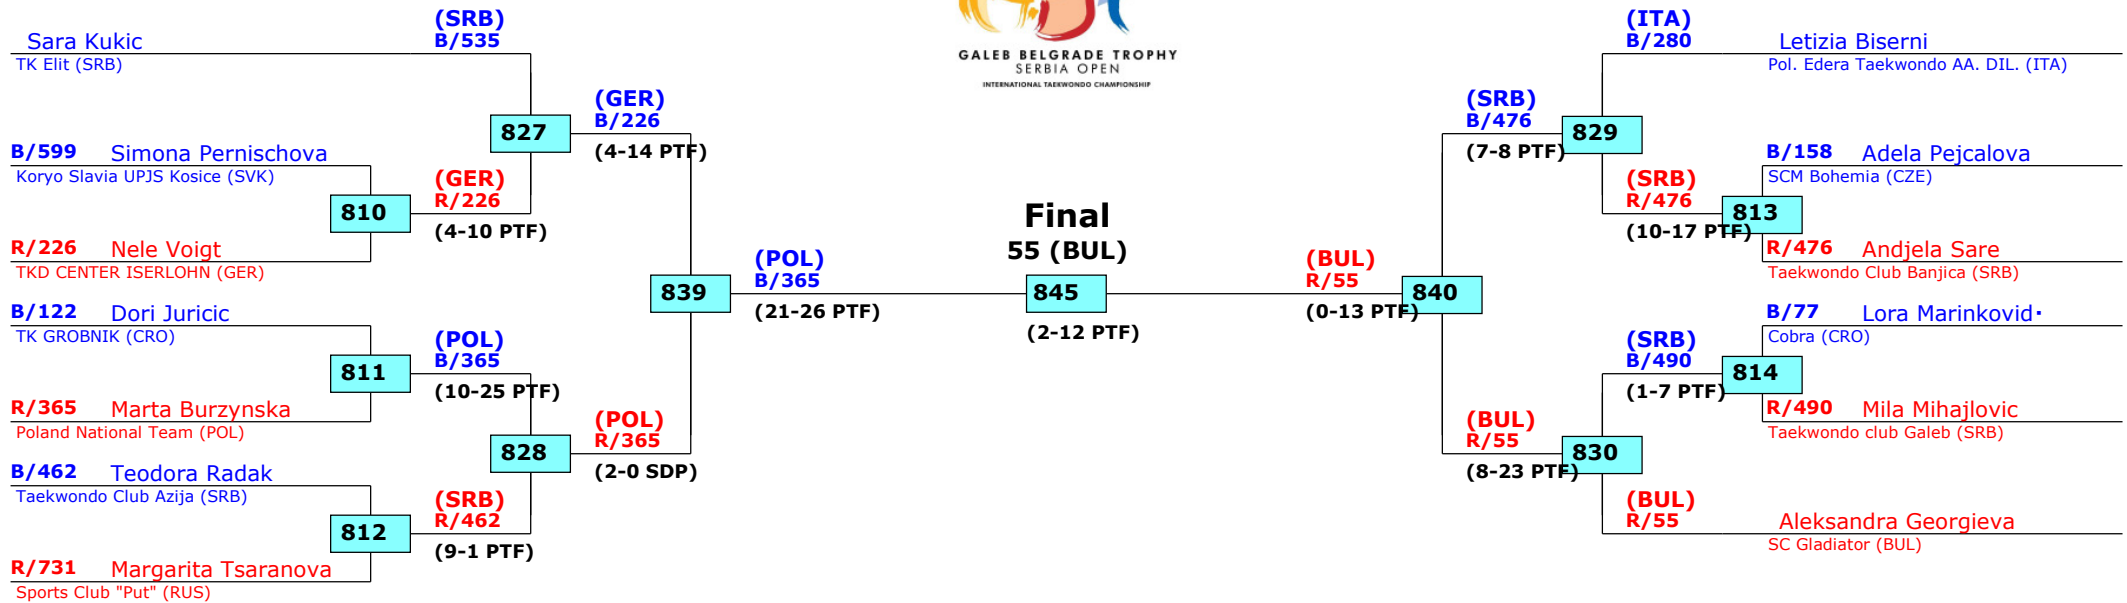 GALEB BELGRADE TROPHY
SERBIA OPEN
INTERNATIONAL TAEKWONDO CHAMPIONSHIP
Sara Kukic
TK Elit (SRB)
(SRB)
B/535
B/599 Simona Pernischova
Koryo Slavia UPJS Kosice (SVK)
810
R/226 Nele Voigt
TKD CENTER ISERLOHN (GER)
(GER)
R/226
(4-10 PTF)
827
(GER)
B/226
(4-14 PTF)
B/122 Dori Juricic
TK GROBNIK (CRO)
811
R/365 Marta Burzynska
Poland National Team (POL)
(POL)
B/365
(10-25 PTF)
B/462 Teodora Radak
Taekwondo Club Azija (SRB)
812
R/731 Margarita Tsaranova
Sports Club "Put" (RUS)
(SRB)
R/462
(9-1 PTF)
828
(POL)
R/365
(2-0 SDP)
839
(POL)
B/365
(21-26 PTF)
Final
55 (BUL)
845
(2-12 PTF)
(BUL)
R/55
(0-13 PTF)
840
(SRB)
B/476
(7-8 PTF)
829
(ITA)
B/280
Letizia Biserni
Pol. Edera Taekwondo AA. DIL. (ITA)
(SRB)
R/476
(10-17 PTF)
813
B/158 Adela Pejcalova
SCM Bohemia (CZE)
R/476 Andjela Sare
Taekwondo Club Banjica (SRB)
(BUL)
R/55
(8-23 PTF)
830
(SRB)
B/490
(1-7 PTF)
814
B/77 Lora Marinkovid·
Cobra (CRO)
R/490 Mila Mihajlovic
Taekwondo club Galeb (SRB)
(BUL)
R/55
Aleksandra Georgieva
SC Gladiator (BUL)